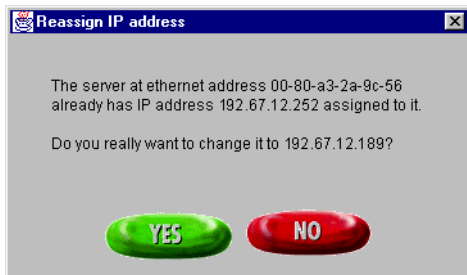 Reassign IP address
The server at ethernet address 00-80-a3-2a-9c-56
already has IP address 192.67.12.252 assigned to it.
Do you really want to change it to 192.67.12.189?
YES NO